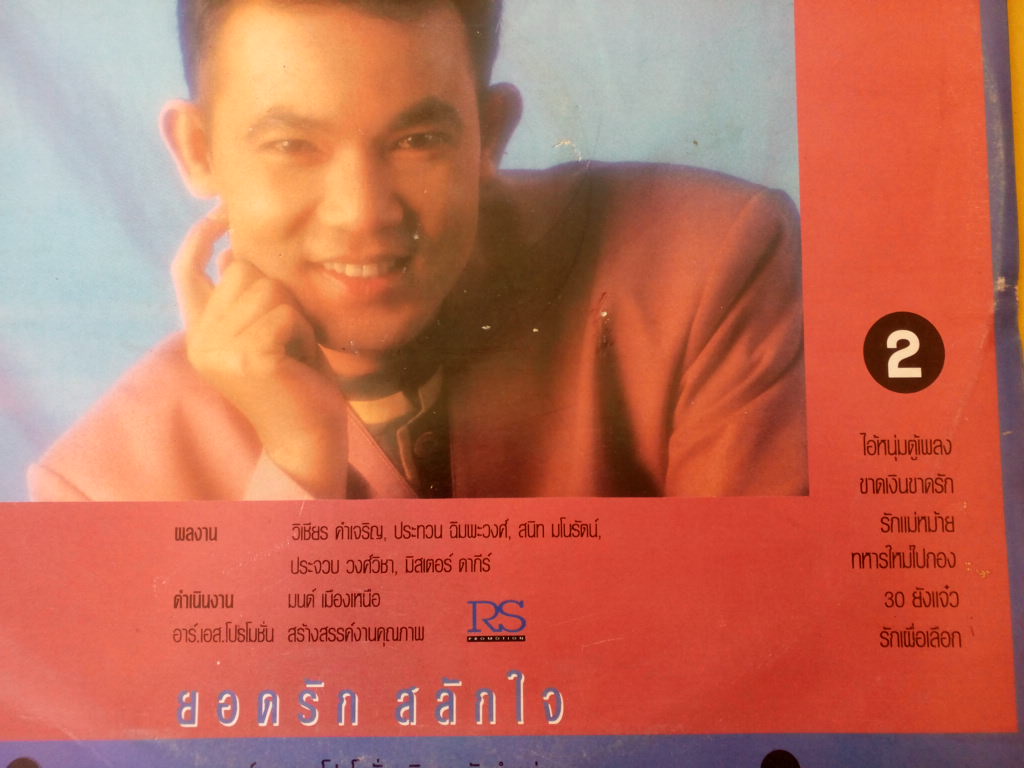 2
ไอ้หนุ่มตู้เพลง
ขาดเงินขาดรัก
รักแม่หม้าย
ทหารใหม่ไปกอง
30 ยังแจ๋ว
รักเผื่อเลือก
ผลงาน วิเชียร คำเจริญ, ประทวน ฉิมพะวงศ์, สนิท มโนรัตน์,
ประจวบ วงศ์วิชา, มิสเตอร์ ดากีร์
ดำเนินงาน มนต์ เมืองเหนือ
อาร์.เอส.โปรโมชั่น สร้างสรรค์งานคุณภาพ
RS
PROMOTION
ยอดรัก สลักใจ